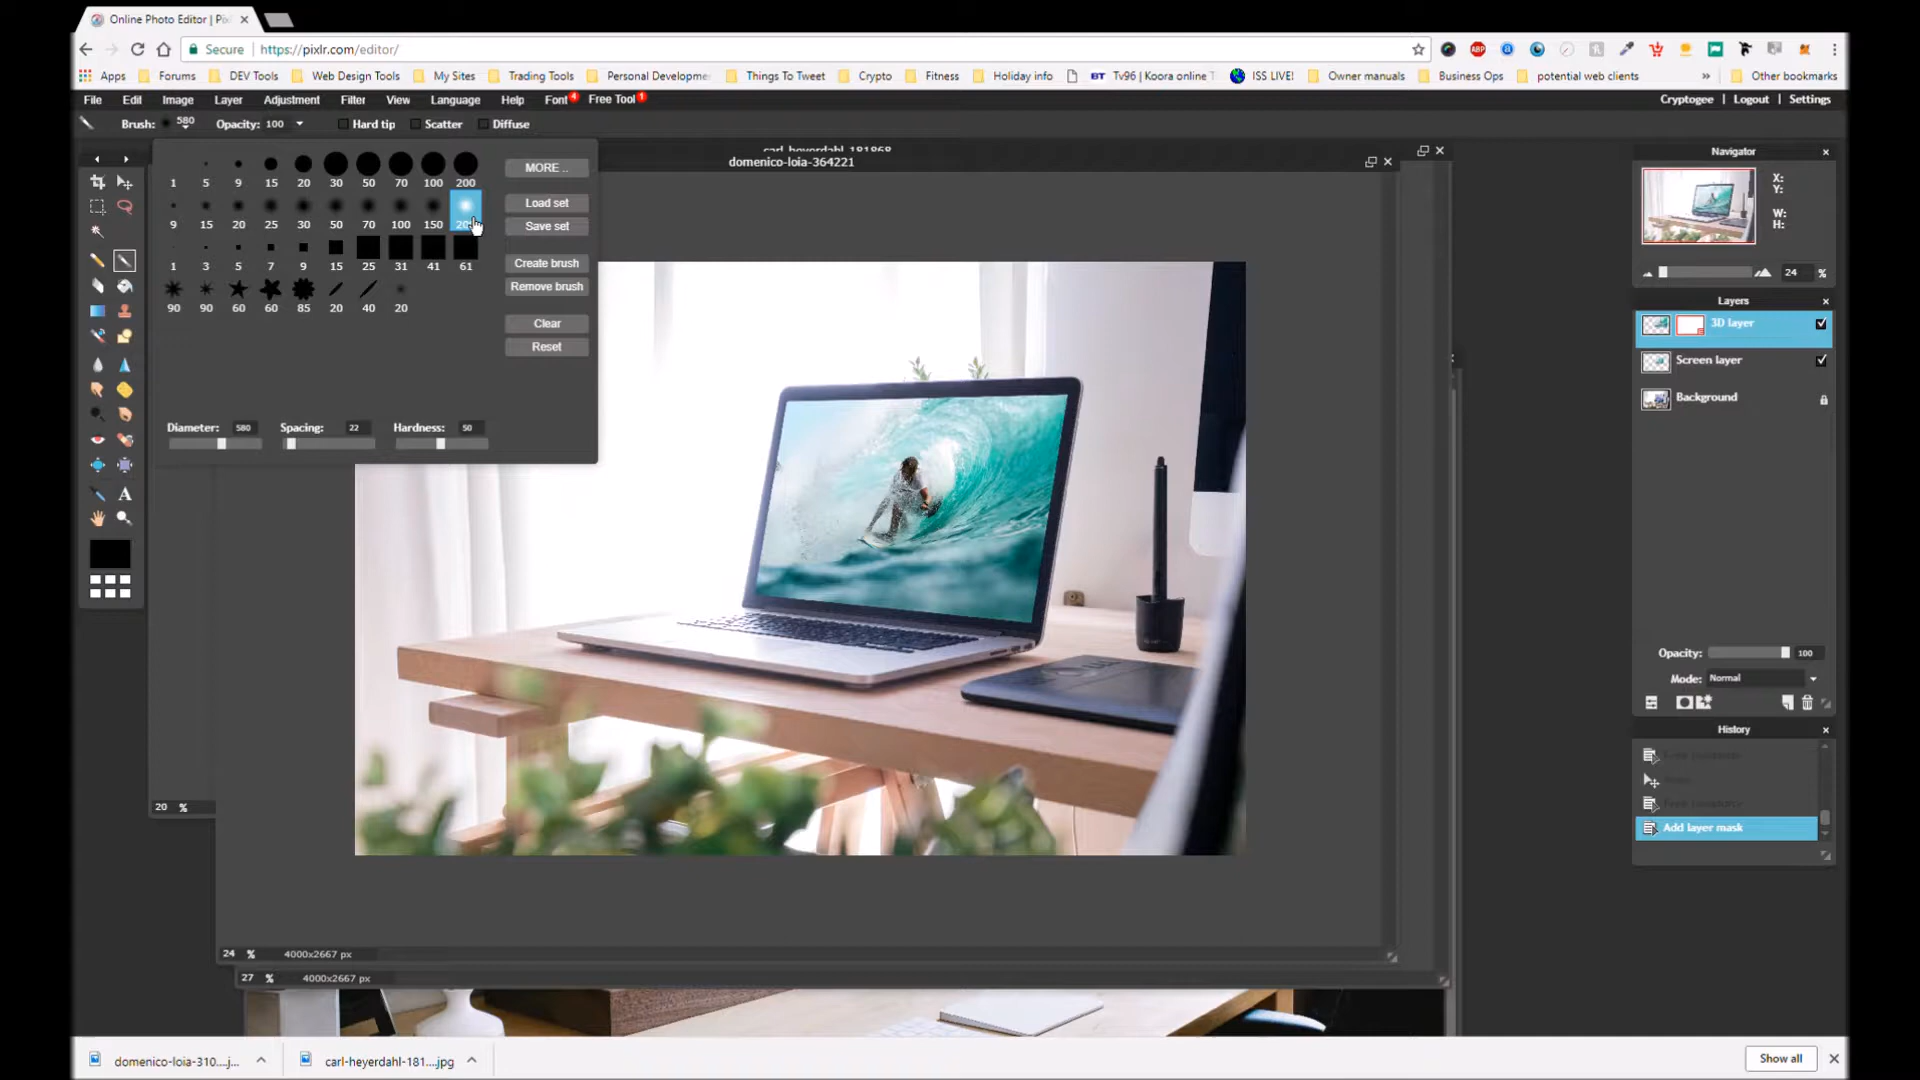 Online Photo Editor | Pix
Secure https://pixlr.com/editor/
Apps Forums DEV Tools Web Design Tools My Sites Trading Tools Personal Developme Things To Tweet Crypto Fitness Holiday info BT Tv96 | Koora online T ISS LIVE! Owner manuals Business Ops potential web clients » Other bookmarks
File Edit Image Layer Adjustment Filter View Language Help Font 4 Free Tool 1 Cryptogee | Logout | Settings
Brush: 580 Opacity: 100 Hard tip Scatter Diffuse
carl-heyerdahl-181868
domenico-loia-364221
1 5 9 15 20 30 50 70 100 200
9 15 20 25 30 50 70 100 150
1 3 5 7 9 15 25 31 41 61
90 90 60 60 85 20 40 20
MORE ..
Load set
Save set
Create brush
Remove brush
Clear
Reset
Diameter: 580 Spacing: 22 Hardness: 50
Navigator
X:
Y:
W:
H:
24 %
Layers
3D layer
Screen layer
Background
Opacity: 100
Mode: Normal
History
Add layer mask
20 %
24 % 4000x2667 px
27 % 4000x2667 px
domenico-loia-310....j...
carl-heyerdahl-181....jpg
Show all